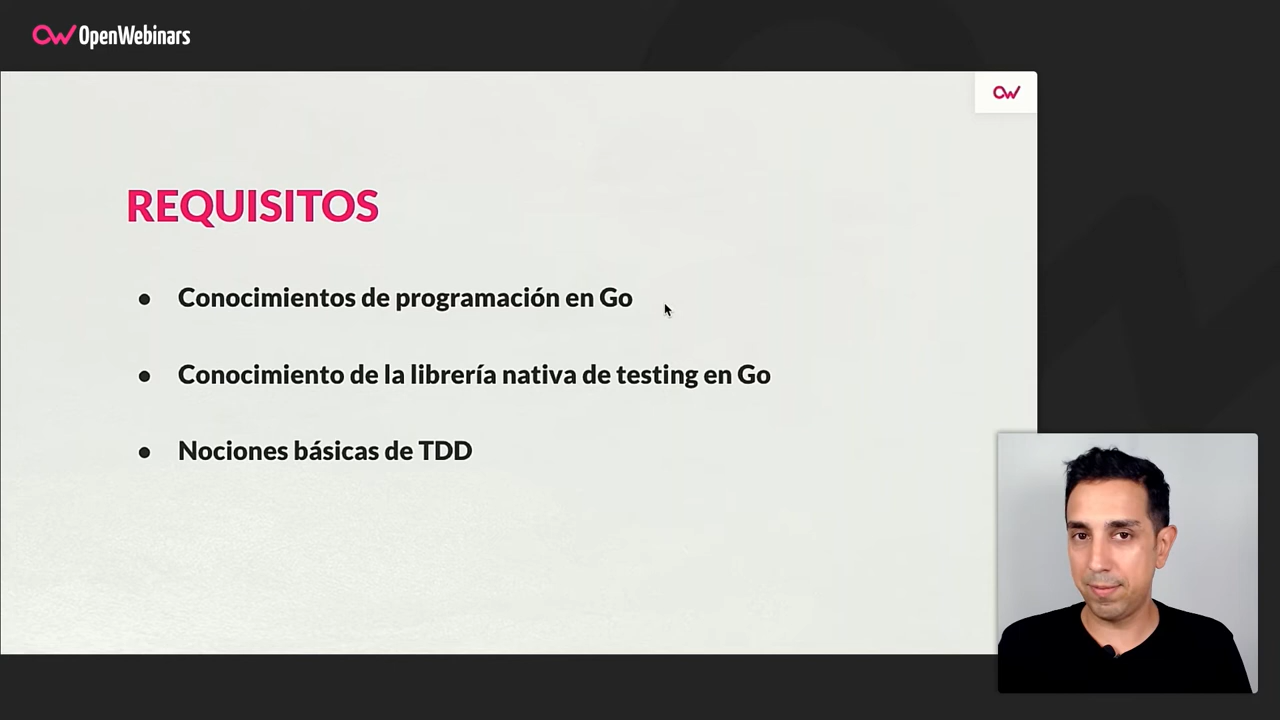 OpenWebinars
REQUISITOS
● Conocimientos de programación en Go
● Conocimiento de la librería nativa de testing en Go
● Nociones básicas de TDD